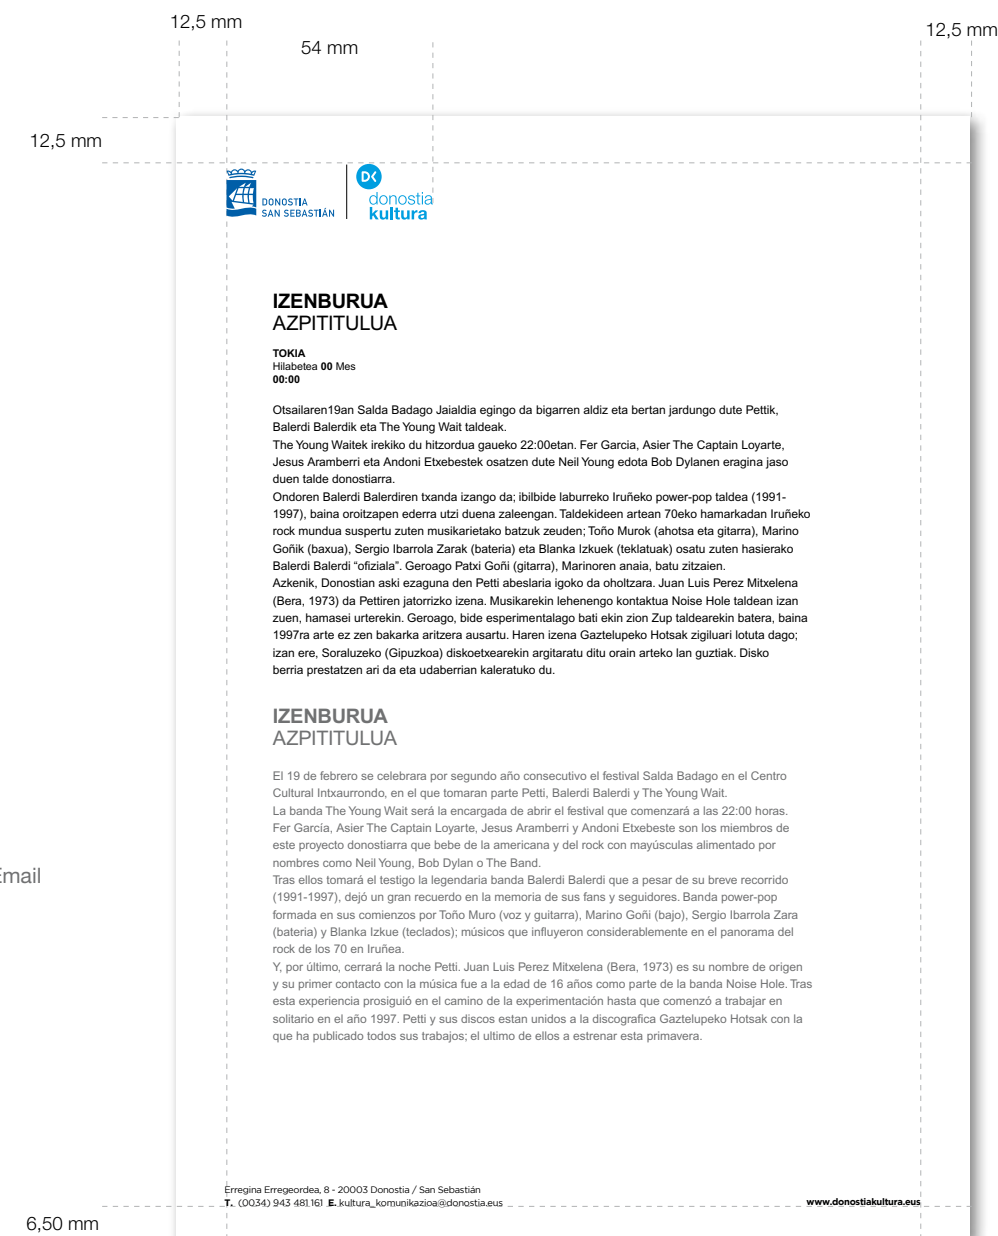 12,5 mm
12,5 mm
54 mm
12,5 mm
DONOSTIA
SAN SEBASTIÁN
DK
donostia
kultura
IZENBURUA
AZPITITULUA
TOKIA
Hilabetea 00 Mes
00:00
Otsailaren19an Salda Badago Jaialdia egingo da bigarren aldiz eta bertan jardungo dute Pettik,
Balerdi Balerdik eta The Young Wait taldeak.
The Young Waitek irekiko du hitzordua gaueko 22:00etan. Fer Garcia, Asier The Captain Loyarte,
Jesus Aramberri eta Andoni Etxebestek osatzen dute Neil Young edota Bob Dylanen eragina jaso
duen talde donostiarra.
Ondoren Balerdi Balerdiren txanda izango da; ibilbide laburreko Iruñeko power-pop taldea (1991-
1997), baina oroitzapen ederra utzi duena zaleengan. Taldekideen artean 70eko hamarkadan Iruñeko
rock mundua suspertu zuten musikarietako batzuk zeuden; Toño Murok (ahotsa eta gitarra), Marino
Goñik (baxua), Sergio Ibarrola Zarak (bateria) eta Blanka Izkuek (teklatuak) osatu zuten hasierako
Balerdi Balerdi “ofiziala”. Geroago Patxi Goñi (gitarra), Marinoren anaia, batu zitzaien.
Azkenik, Donostian aski ezaguna den Petti abeslaria igoko da oholtzara. Juan Luis Perez Mitxelena
(Bera, 1973) da Pettiren jatorrizko izena. Musikarekin lehenengo kontaktua Noise Hole taldean izan
zuen, hamasei urterekin. Geroago, bide esperimentalago bati ekin zion Zup taldearekin batera, baina
1997ra arte ez zen bakarka aritzera ausartu. Haren izena Gaztelupeko Hotsak zigiluari lotuta dago;
izan ere, Soraluzeko (Gipuzkoa) diskoetxearekin argitaratu ditu orain arteko lan guztiak. Disko
berria prestatzen ari da eta udaberrian kaleratuko du.
IZENBURUA
AZPITITULUA
El 19 de febrero se celebrara por segundo año consecutivo el festival Salda Badago en el Centro
Cultural Intxaurrondo, en el que tomaran parte Petti, Balerdi Balerdi y The Young Wait.
La banda The Young Wait será la encargada de abrir el festival que comenzará a las 22:00 horas.
Fer García, Asier The Captain Loyarte, Jesus Aramberri y Andoni Etxebeste son los miembros de
este proyecto donostiarra que bebe de la americana y del rock con mayúsculas alimentado por
nombres como Neil Young, Bob Dylan o The Band.
Email
Tras ellos tomará el testigo la legendaria banda Balerdi Balerdi que a pesar de su breve recorrido
(1991-1997), dejó un gran recuerdo en la memoria de sus fans y seguidores. Banda power-pop
formada en sus comienzos por Toño Muro (voz y guitarra), Marino Goñi (bajo), Sergio Ibarrola Zara
(bateria) y Blanka Izkue (teclados); músicos que influyeron considerablemente en el panorama del
rock de los 70 en Iruñea.
Y, por último, cerrará la noche Petti. Juan Luis Perez Mitxelena (Bera, 1973) es su nombre de origen
y su primer contacto con la música fue a la edad de 16 años como parte de la banda Noise Hole. Tras
esta experiencia prosiguió en el camino de la experimentación hasta que comenzó a trabajar en
solitario en el año 1997. Petti y sus discos estan unidos a la discografica Gaztelupeko Hotsak con la
que ha publicado todos sus trabajos; el ultimo de ellos a estrenar esta primavera.
Erregina Erregeordea, 8 - 20003 Donostia / San Sebastián
T. (0034) 943 481 161 E. kultura_komunikazioa@donostia.eus
www.donostiakultura.eus
6,50 mm